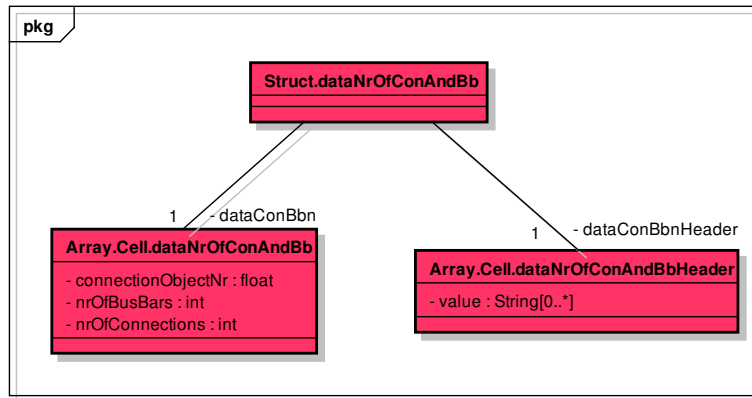 pkg
Struct.dataNrOfConAndBb
1
- dataConBbn
1
- dataConBbnHeader
Array.Cell.dataNrOfConAndBb
- connectionObjectNr : float
- nrOfBusBars : int
- nrOfConnections : int
Array.Cell.dataNrOfConAndBbHeader
- value : String[0..*]